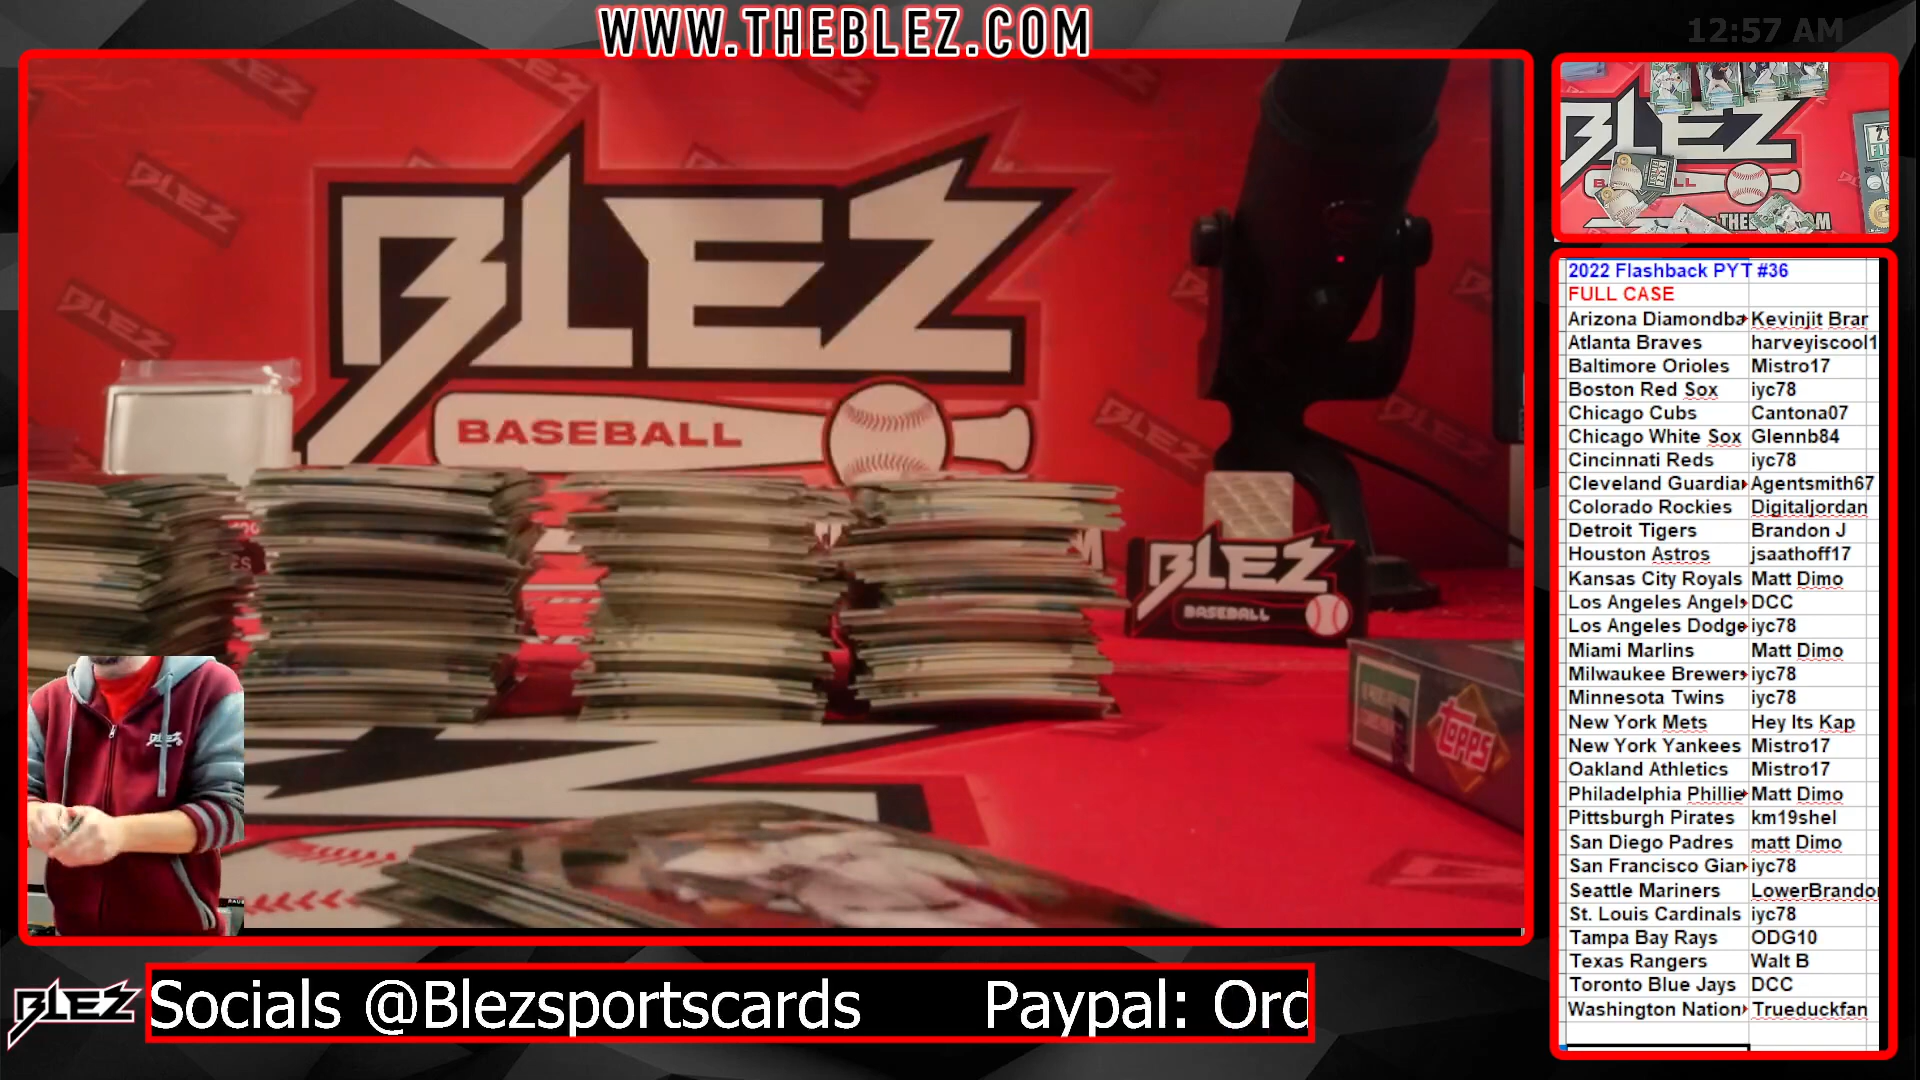 WWW.THEBLEZ.COM
12:57 AM
BLEZ
BASEBALL
BLEZ
BASEBALL
TOPPS
BLEZ
2022 Flashback PYT #36
FULL CASE
Arizona Diamondba Kevinjit Brar
Atlanta Braves harveyiscool1
Baltimore Orioles Mistro17
Boston Red Sox iyc78
Chicago Cubs Cantona07
Chicago White Sox Glennb84
Cincinnati Reds iyc78
Cleveland Guardia Agentsmith67
Colorado Rockies Digitaljordan
Detroit Tigers Brandon J
Houston Astros jsaathoff17
Kansas City Royals Matt Dimo
Los Angeles Angels DCC
Los Angeles Dodge iyc78
Miami Marlins Matt Dimo
Milwaukee Brewers iyc78
Minnesota Twins iyc78
New York Mets Hey Its Kap
New York Yankees Mistro17
Oakland Athletics Mistro17
Philadelphia Phillie Matt Dimo
Pittsburgh Pirates km19shel
San Diego Padres matt Dimo
San Francisco Gian iyc78
Seattle Mariners LowerBrandon
St. Louis Cardinals iyc78
Tampa Bay Rays ODG10
Texas Rangers Walt B
Toronto Blue Jays DCC
Washington Nation Trueduckfan
BLEZ
Socials @Blezsportscards Paypal: Ord